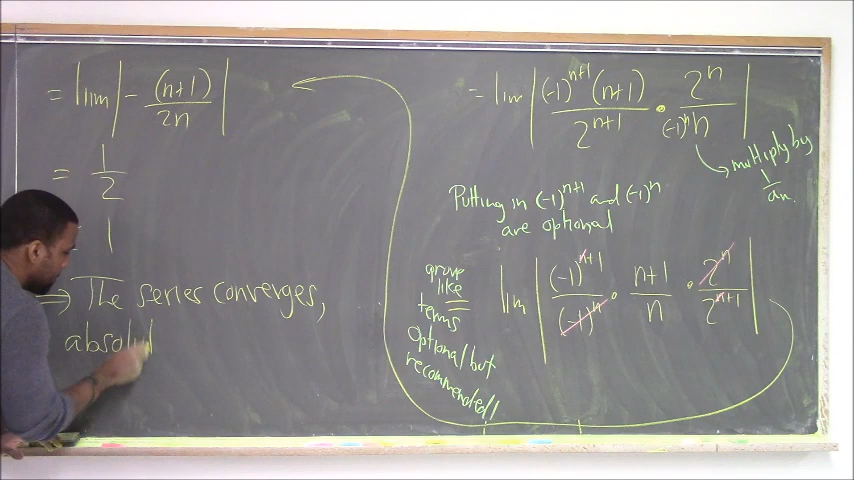 = lim | - (n+1) / 2n |
= 1/2
1
⇒ The series converges,
absolut
= lim | (-1)^{n+1} (n+1) / 2^{n+1} • 2^n / (-1)^n n |
multiply by
1/an.
Putting in (-1)^{n+1} and (-1)^n
are optional
group
like
terms
optional but
recommended!
= lim | (-1)^{n+1} / (-1)^n • n+1 / n • 2^n / 2^{n+1} |